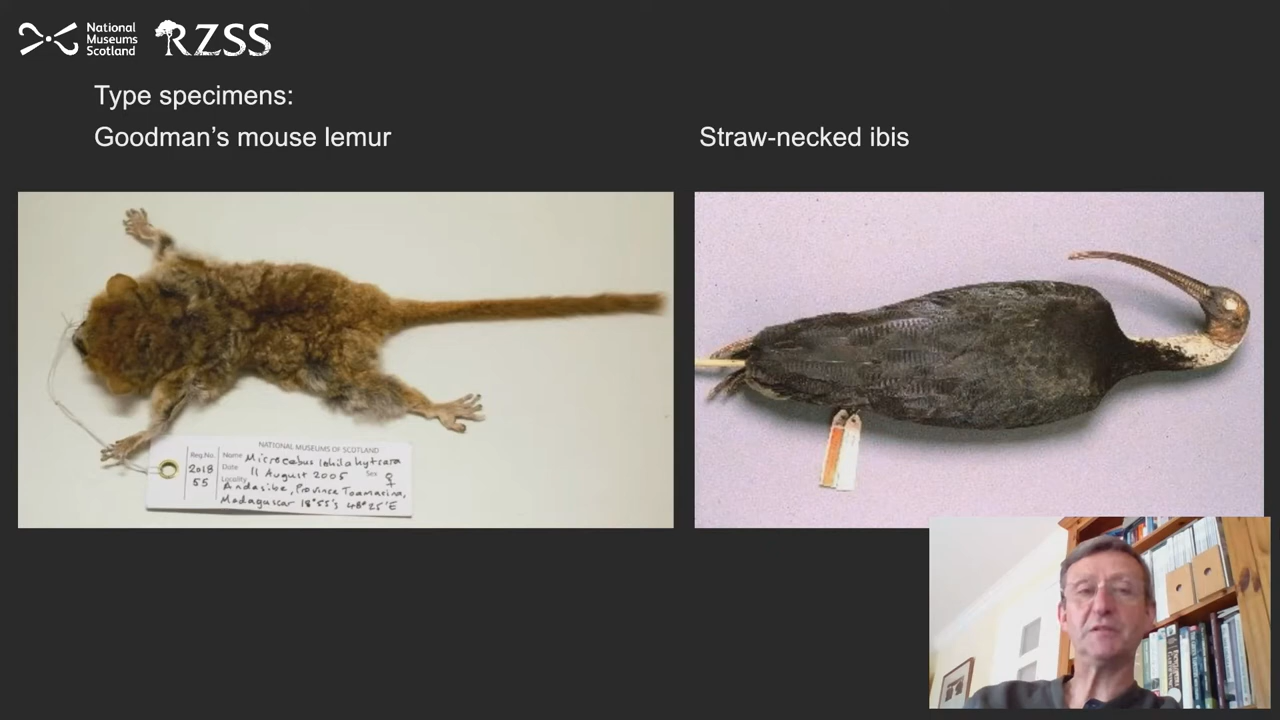 National
Museums
Scotland
RZSS
Type specimens:
Goodman's mouse lemur
Straw-necked ibis
NATIONAL MUSEUMS OF SCOTLAND
Reg.No. Name Microcebus lehilahytsara
2018 Date 11 August 2005 Sex ♀
55 Locality Andasibe, Province Toamasina,
Madagascar 18°55's 48°25'E